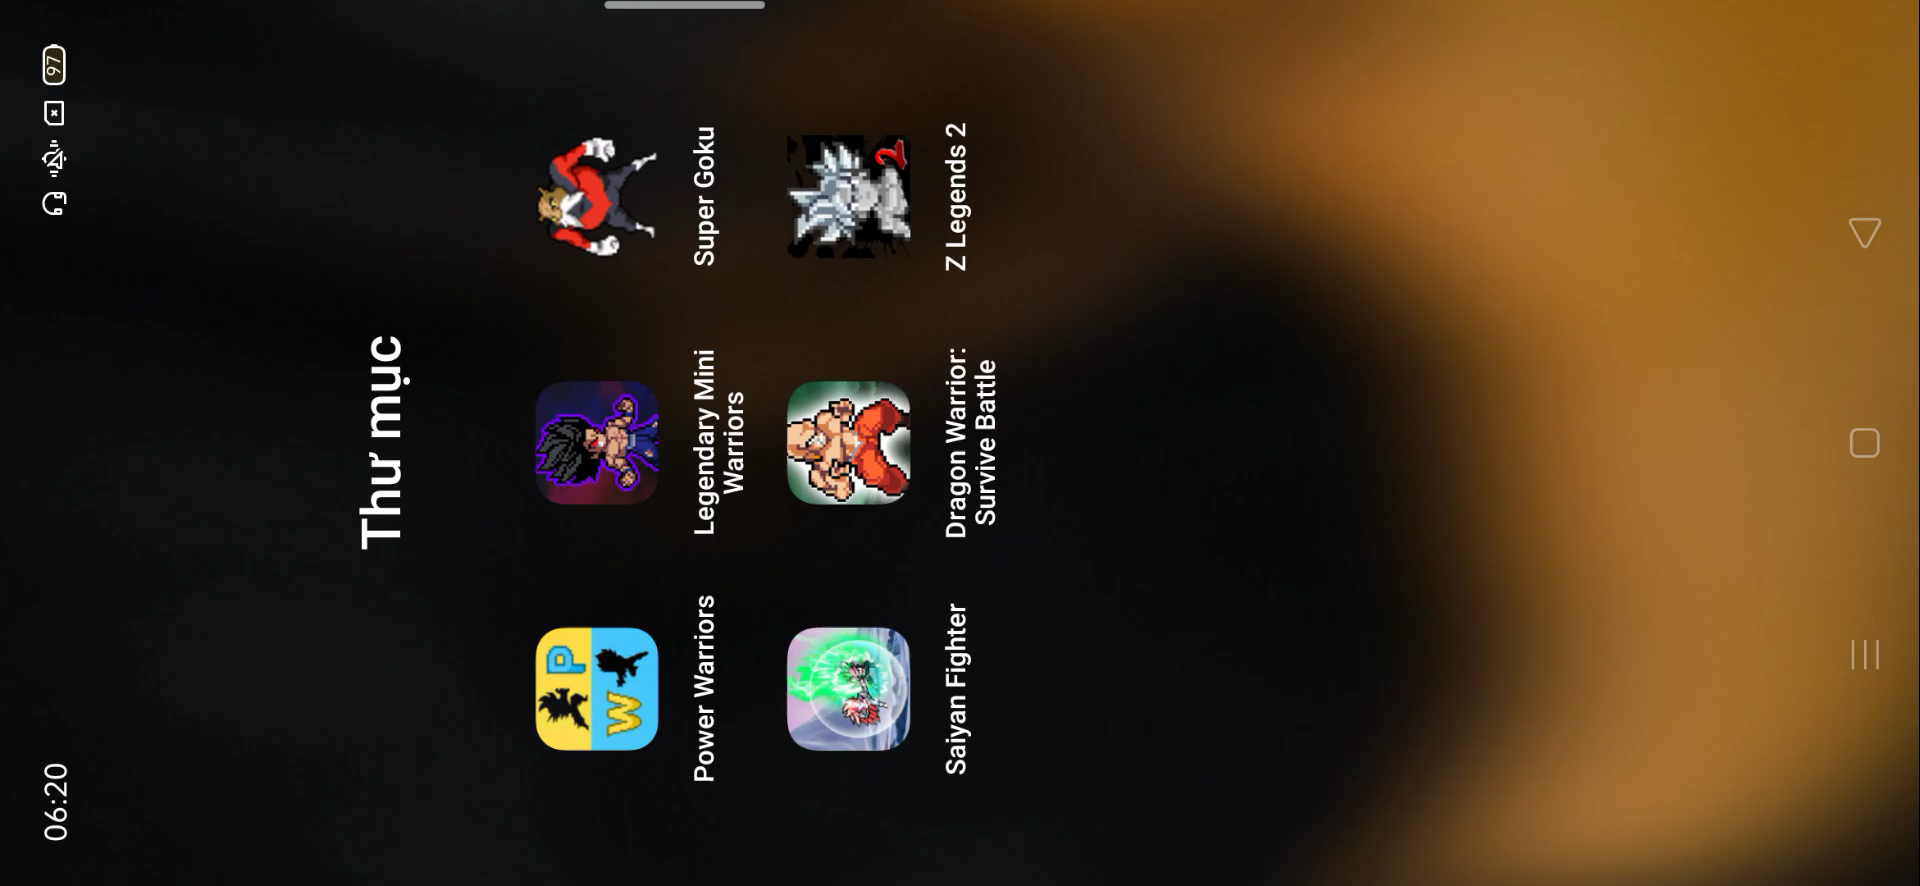 06:20
97
Thư mục
P
W
Power Warriors
Legendary Mini
Warriors
Super Goku
2
Saiyan Fighter
Dragon Warrior:
Survive Battle
Z Legends 2